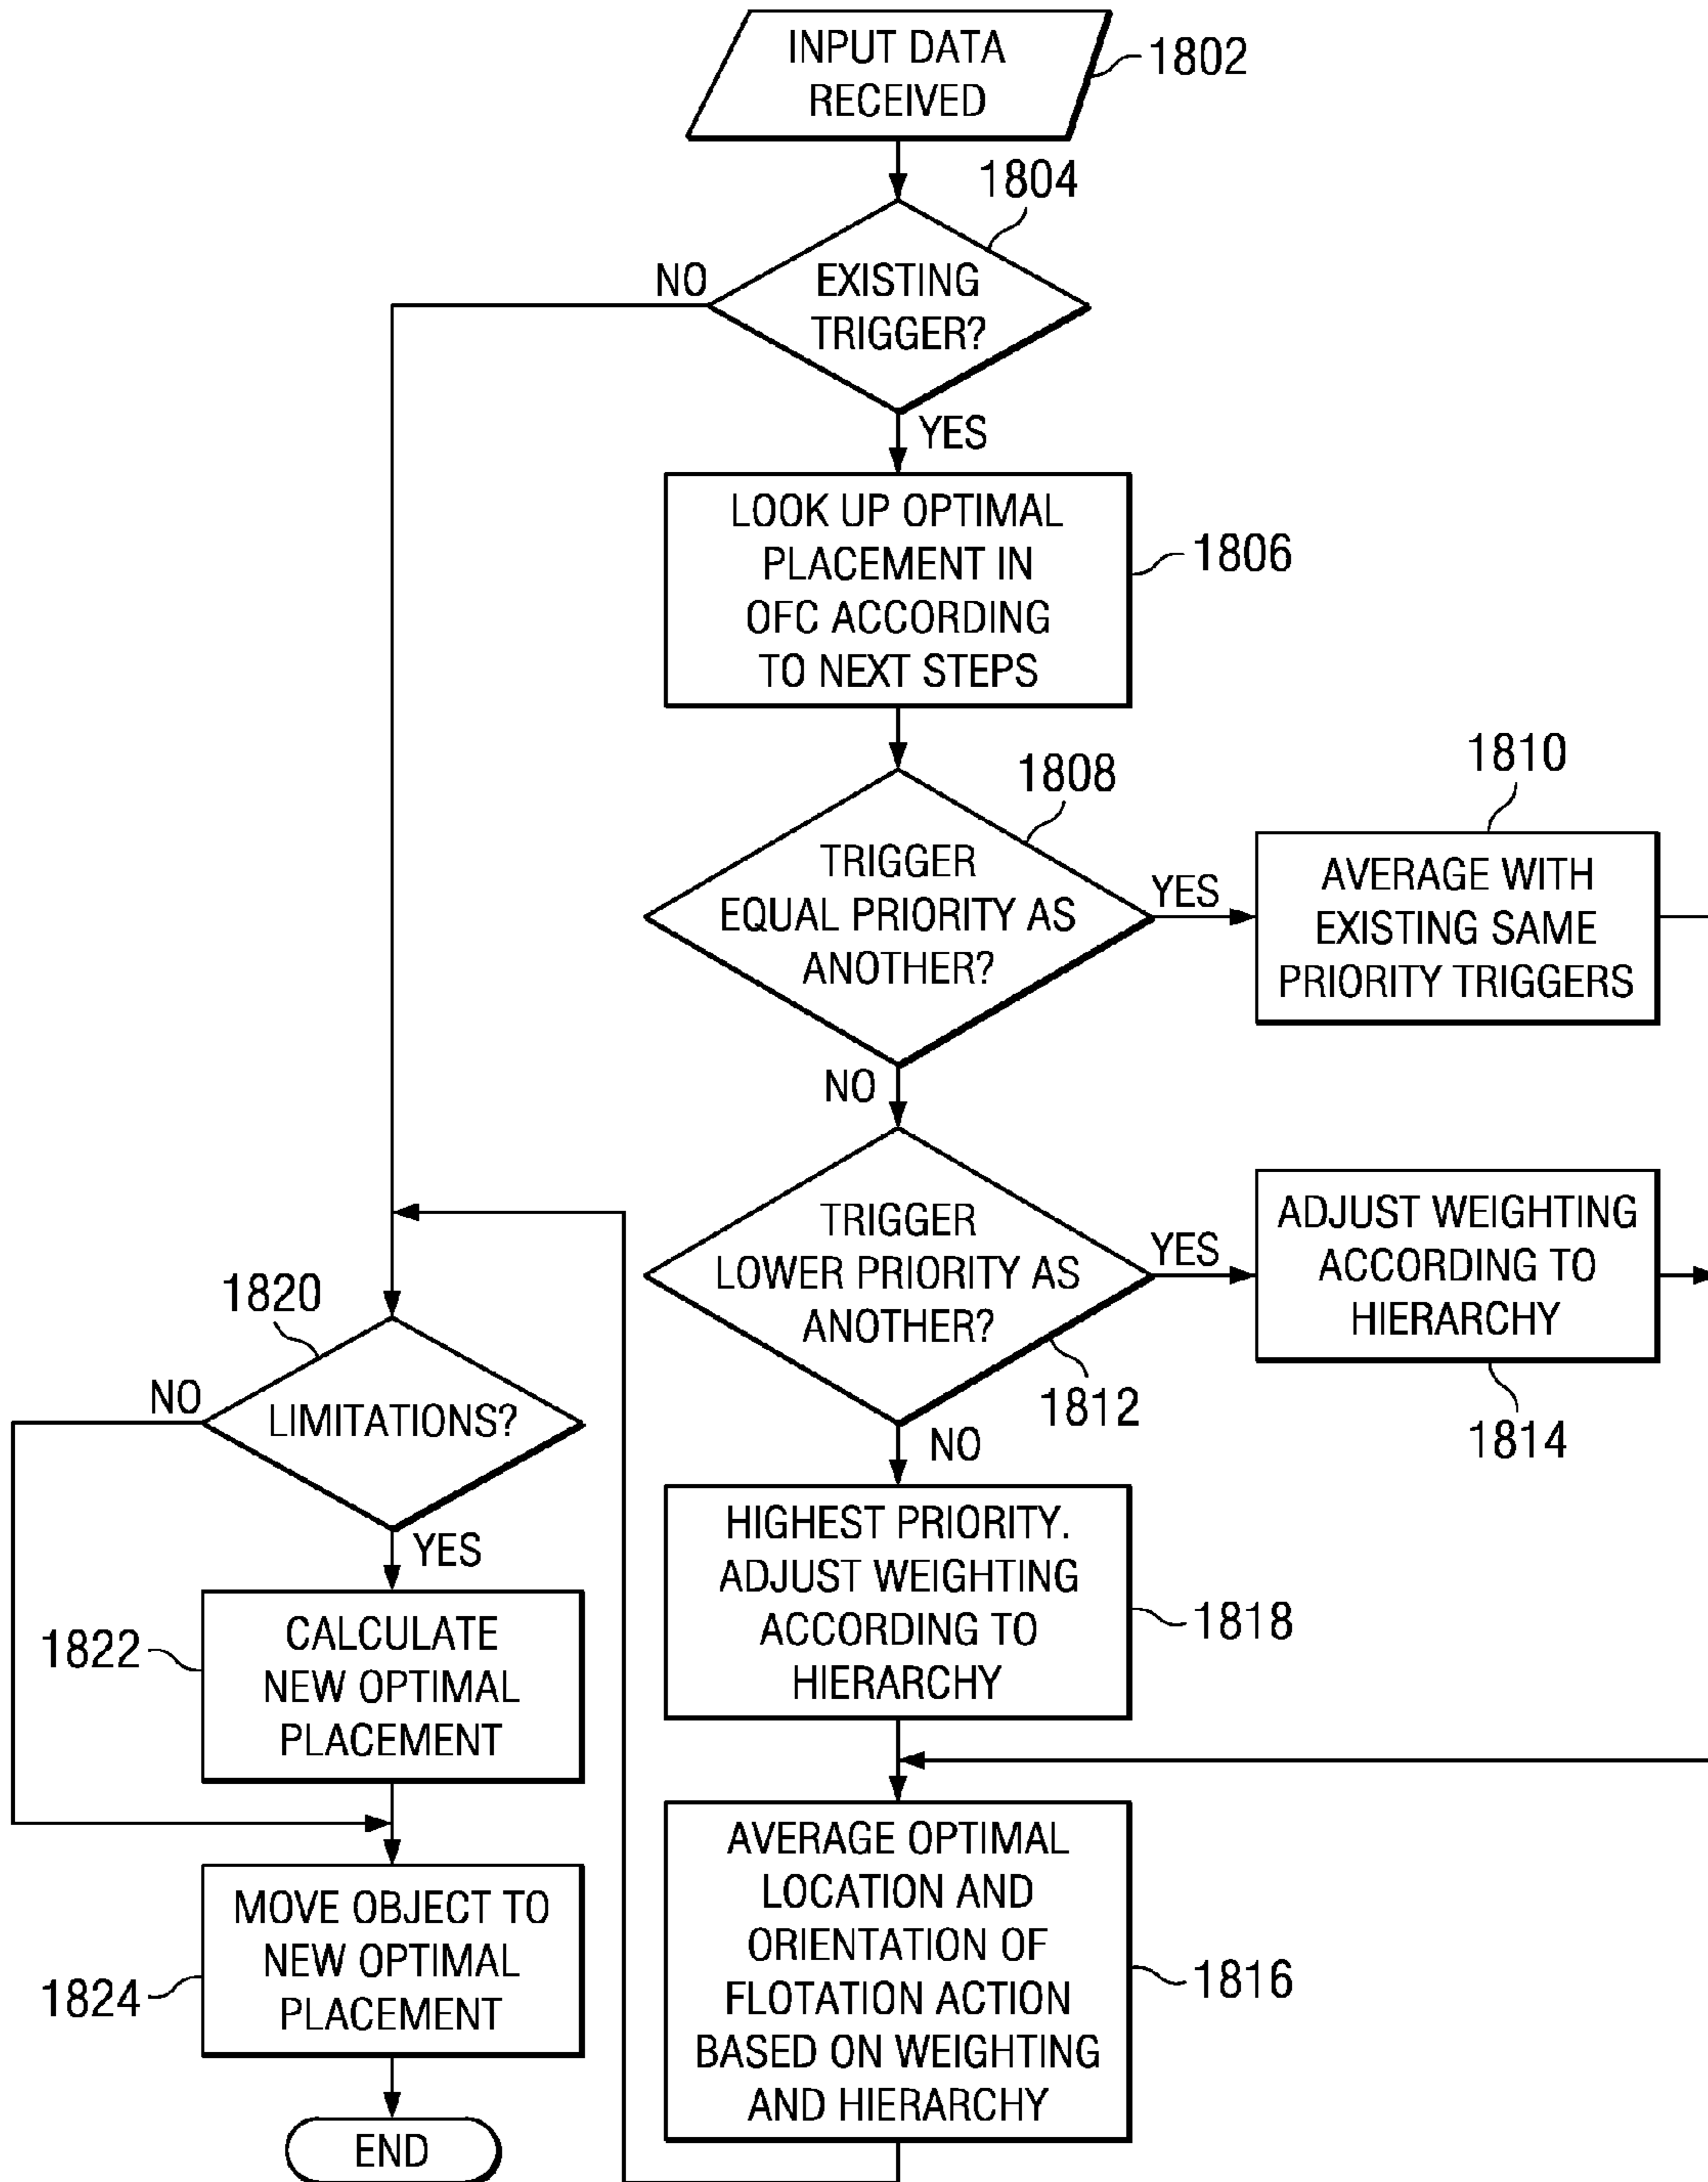 INPUT DATA
RECEIVED
1802
1804
EXISTING
TRIGGER?
NO
YES
LOOK UP OPTIMAL
PLACEMENT IN
OFC ACCORDING
TO NEXT STEPS
1806
1808
TRIGGER
EQUAL PRIORITY AS
ANOTHER?
YES
1810
AVERAGE WITH
EXISTING SAME
PRIORITY TRIGGERS
NO
TRIGGER
LOWER PRIORITY AS
ANOTHER?
1812
YES
ADJUST WEIGHTING
ACCORDING TO
HIERARCHY
1814
NO
HIGHEST PRIORITY.
ADJUST WEIGHTING
ACCORDING TO
HIERARCHY
1818
AVERAGE OPTIMAL
LOCATION AND
ORIENTATION OF
FLOTATION ACTION
BASED ON WEIGHTING
AND HIERARCHY
1816
1820
LIMITATIONS?
NO
YES
CALCULATE
NEW OPTIMAL
PLACEMENT
1822
MOVE OBJECT TO
NEW OPTIMAL
PLACEMENT
1824
END